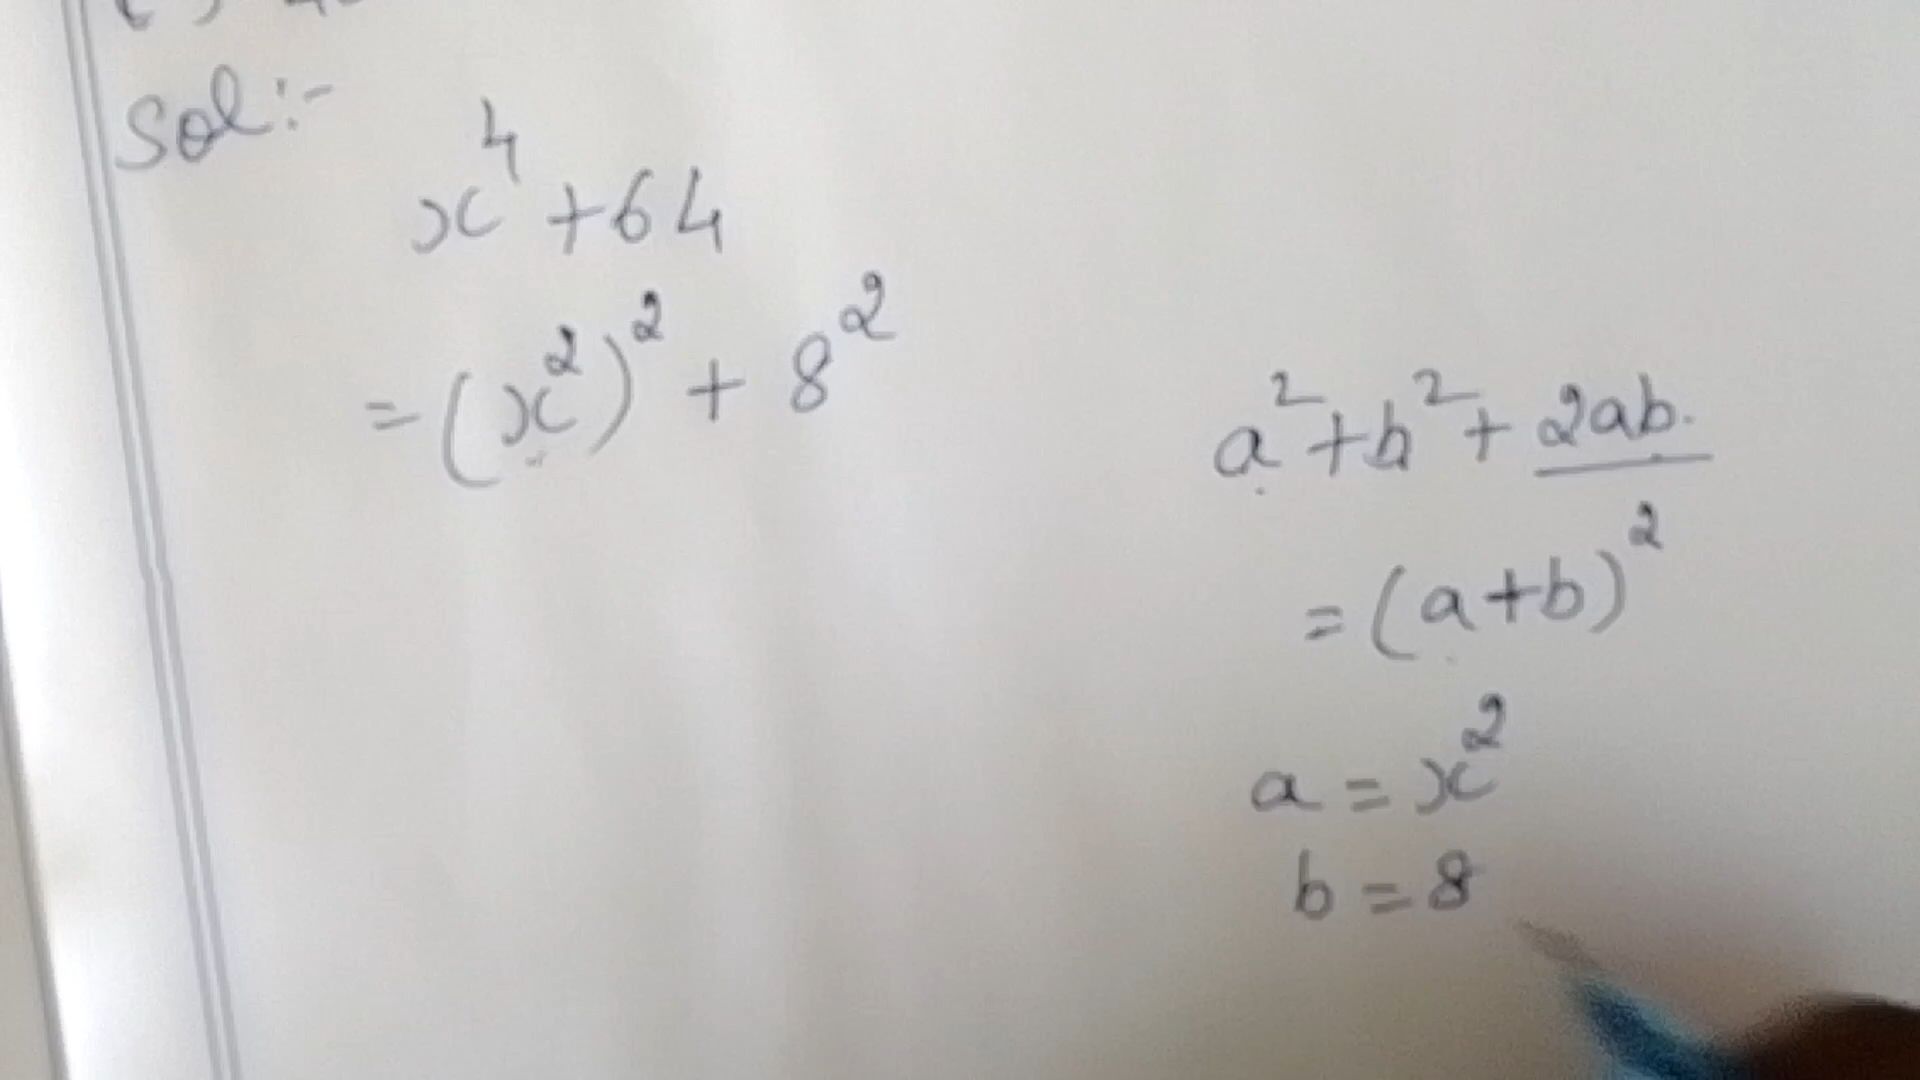 Sol:-
x⁴ + 64
= (x²)² + 8²
a² + b² + 2ab.
= (a+b)²
a = x²
b = 8